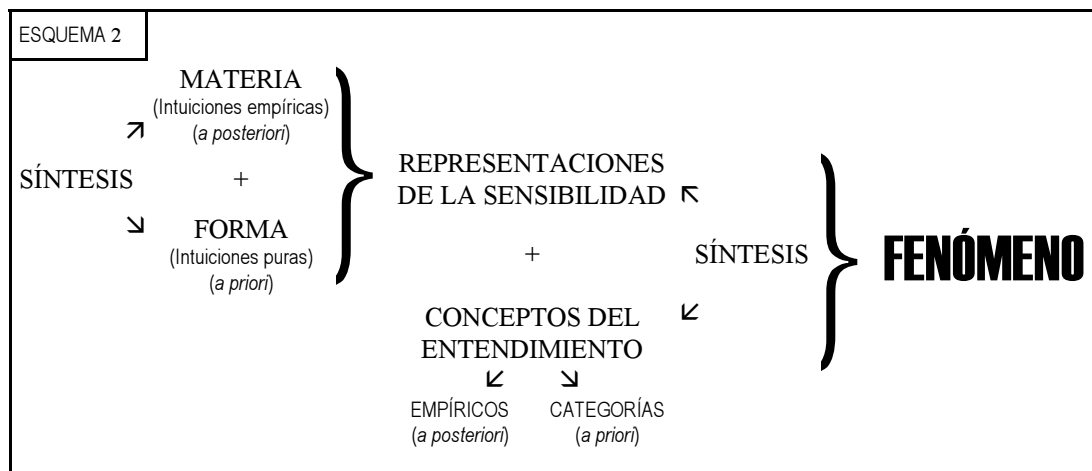 ESQUEMA 2
MATERIA
(Intuiciones empíricas)
(a posteriori)
SÍNTESIS
+
FORMA
(Intuiciones puras)
(a priori)
REPRESENTACIONES
DE LA SENSIBILIDAD
+
SÍNTESIS
CONCEPTOS DEL
ENTENDIMIENTO
EMPÍRICOS
(a posteriori)
CATEGORÍAS
(a priori)
FENÓMENO